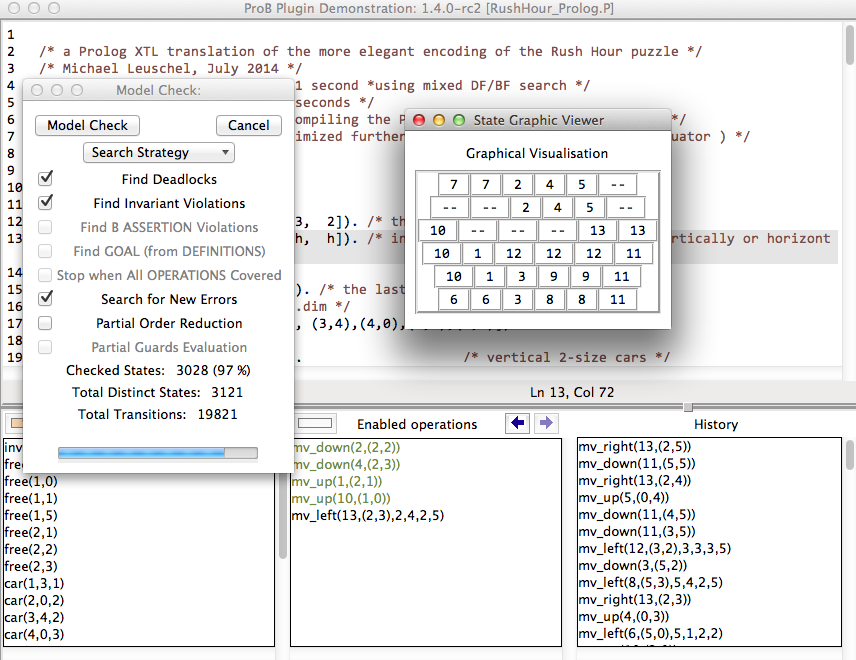 ProB Plugin Demonstration: 1.4.0-rc2 [RushHour_Prolog.P]
1
2 /* a Prolog XTL translation of the more elegant encoding of the Rush Hour puzzle */
3 /* Michael Leuschel, July 2014 */
4 1 second *using mixed DF/BF search */
5 seconds */
6 ompiling the P */
7 imized further uator ) */
8
9
10
11
12 3, 2]). /* th
13 h, h]). /* in rtically or horizont
14
15 ). /* the last
16 .dim */
17 , (3,4),(4,0),
18
19 . /* vertical 2-size cars */
Ln 13, Col 72
Model Check:
Model Check Cancel
Search Strategy
Find Deadlocks
Find Invariant Violations
Find B ASSERTION Violations
Find GOAL (from DEFINITIONS)
Stop when All OPERATIONS Covered
Search for New Errors
Partial Order Reduction
Partial Guards Evaluation
Checked States: 3028 (97 %)
Total Distinct States: 3121
Total Transitions: 19821
State Graphic Viewer
Graphical Visualisation
7 7 2 4 5 --
-- -- 2 4 5 --
10 -- -- -- 13 13
10 1 12 12 12 11
10 1 3 9 9 11
6 6 3 8 8 11
inv
free
free(1,0)
free(1,1)
free(1,5)
free(2,1)
free(2,2)
free(2,3)
car(1,3,1)
car(2,0,2)
car(3,4,2)
car(4,0,3)
Enabled operations
mv_down(2,(2,2))
mv_down(4,(2,3))
mv_up(1,(2,1))
mv_up(10,(1,0))
mv_left(13,(2,3),2,4,2,5)
History
mv_right(13,(2,5))
mv_down(11,(5,5))
mv_right(13,(2,4))
mv_up(5,(0,4))
mv_down(11,(4,5))
mv_down(11,(3,5))
mv_left(12,(3,2),3,3,3,5)
mv_down(3,(5,2))
mv_left(8,(5,3),5,4,2,5)
mv_right(13,(2,3))
mv_up(4,(0,3))
mv_left(6,(5,0),5,1,2,2)